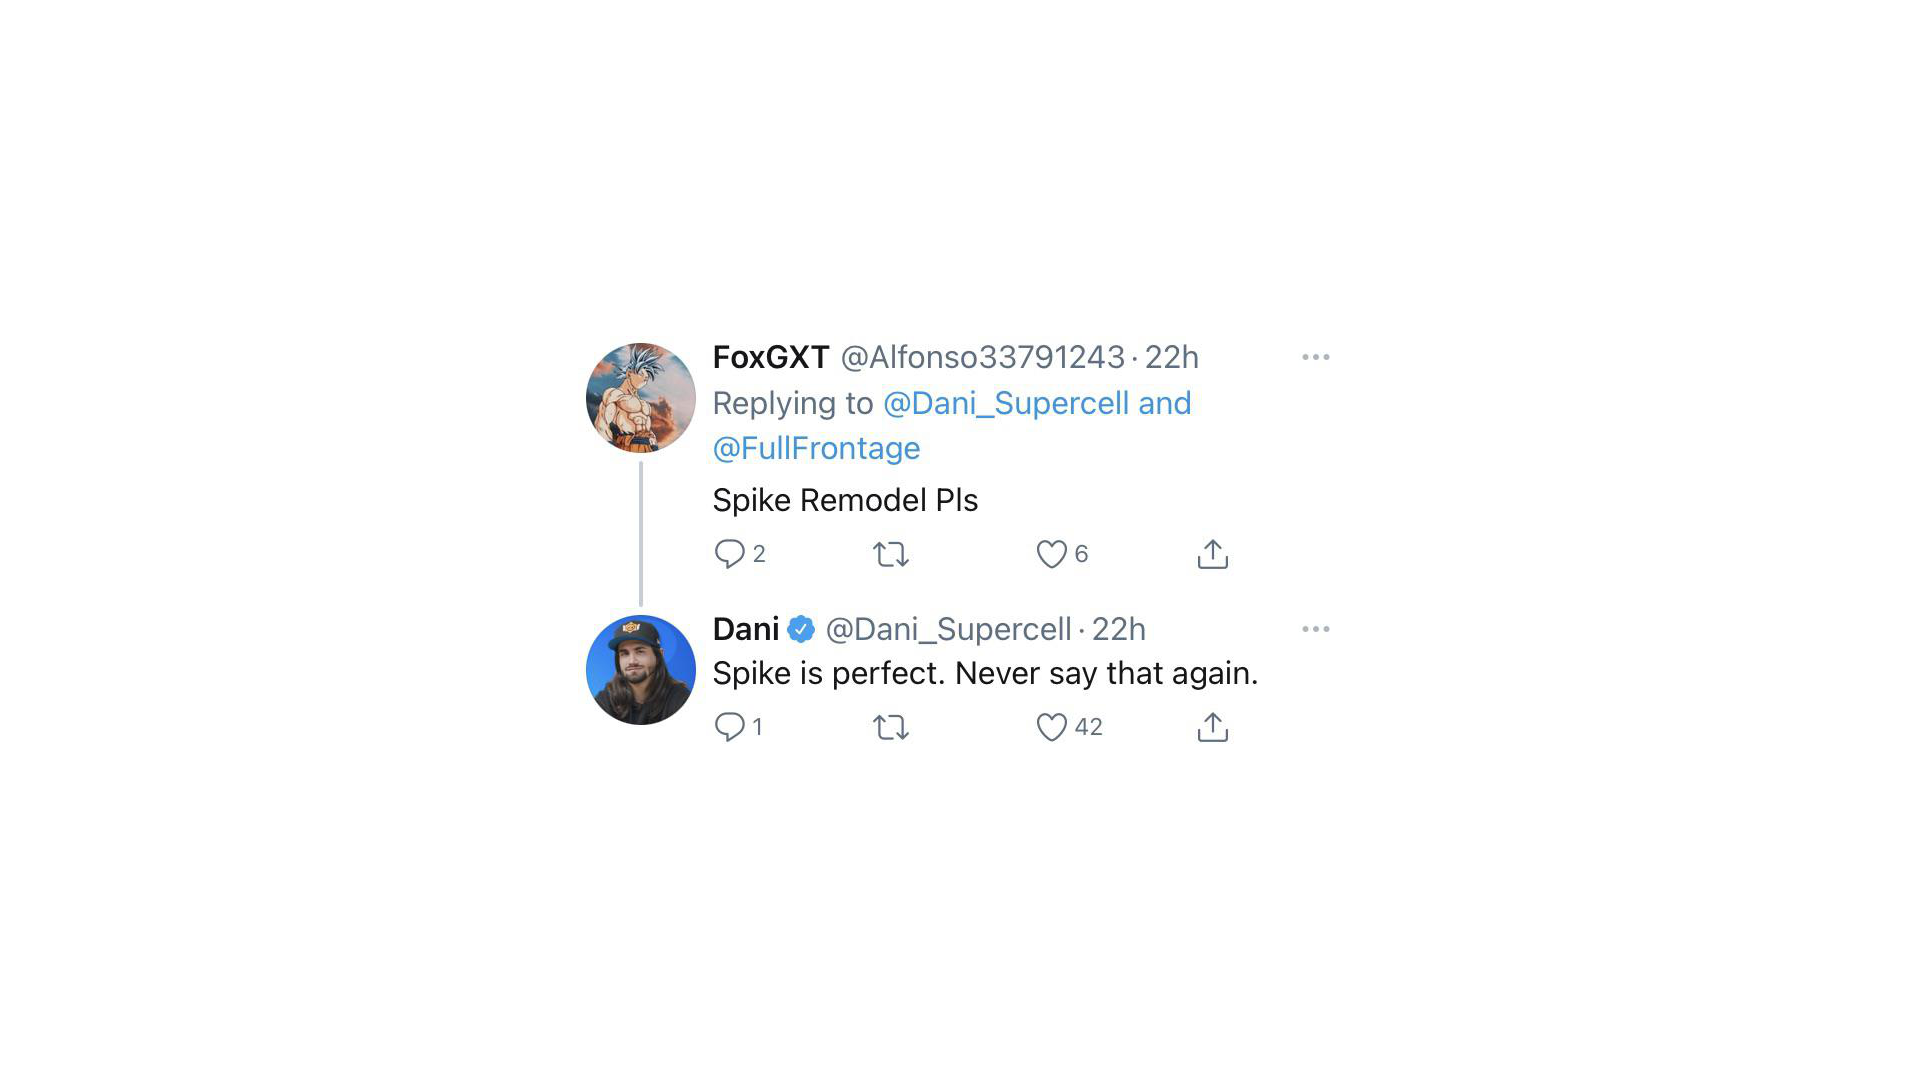 FoxGXT @Alfonso33791243 · 22h
Replying to @Dani_Supercell and
@FullFrontage
Spike Remodel Pls
2 6
Dani @Dani_Supercell · 22h
Spike is perfect. Never say that again.
1 42